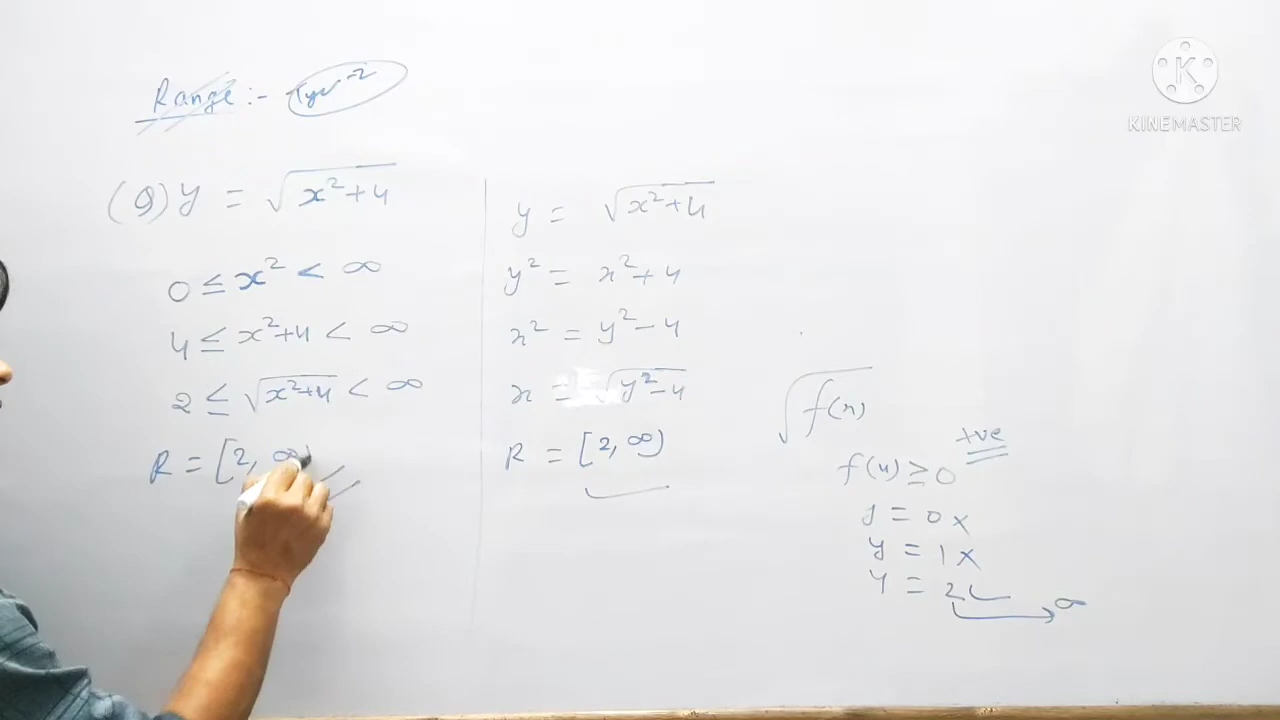 Range :- Type-2
(Q) y = √(x²+4)
0 ≤ x² < ∞
4 ≤ x²+4 < ∞
2 ≤ √(x²+4) < ∞
R = [2, ∞)
y = √(x²+4)
y² = x²+4
x² = y²-4
x = √(y²-4)
R = [2, ∞)
√f(x)
+ve
f(x) ≥ 0
y = 0 ×
y = 1 ×
y = 2 ✓ → ∞
KINEMASTER